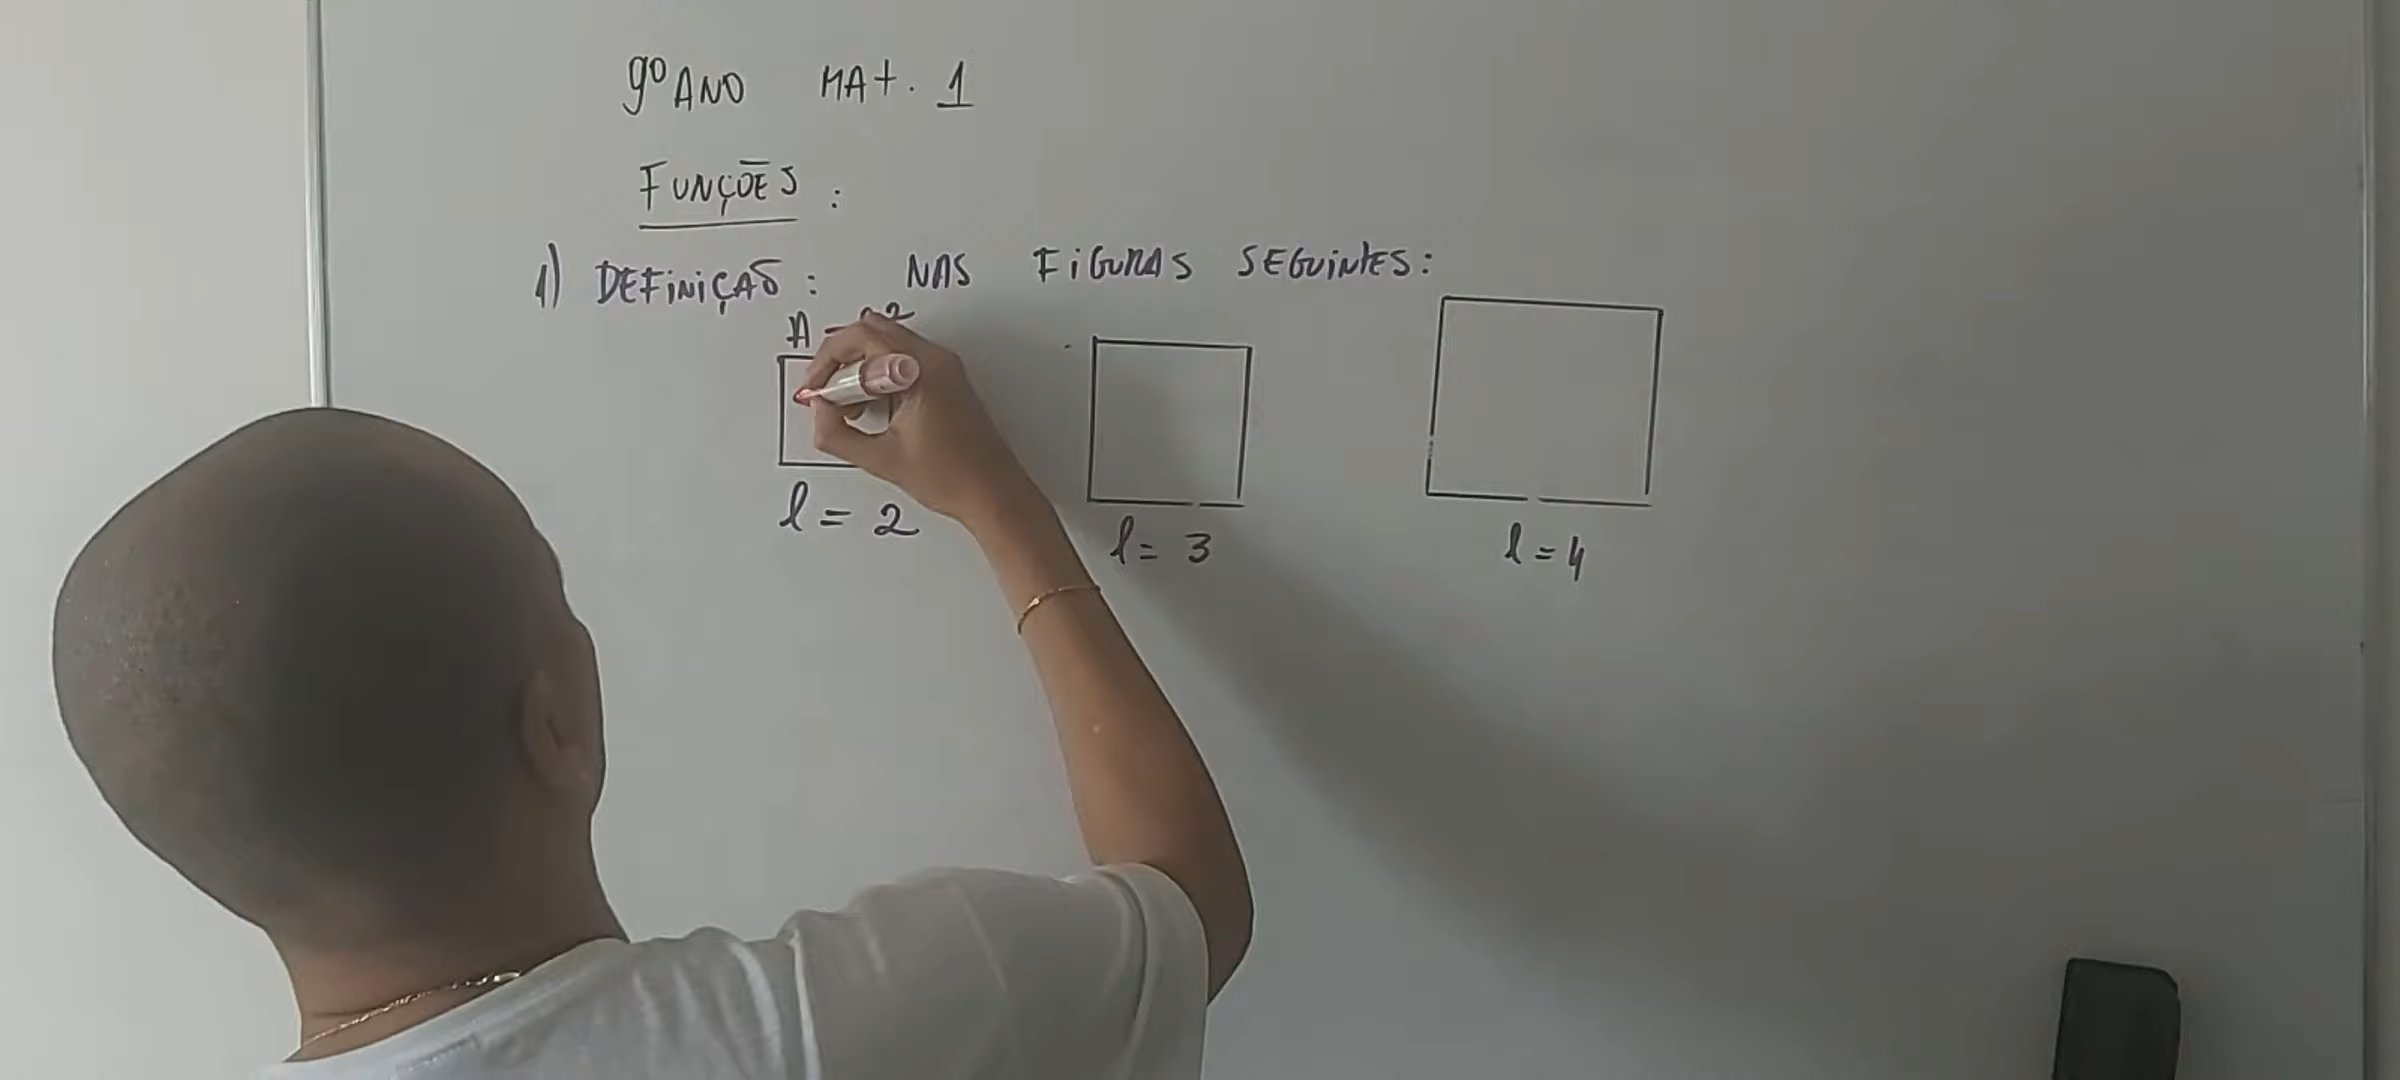 9º ANO MAT. 1
FUNÇÕES :
1) DEFINIÇÃO : NAS FIGURAS SEGUINTES:
A =
l = 2
l = 3
l = 4